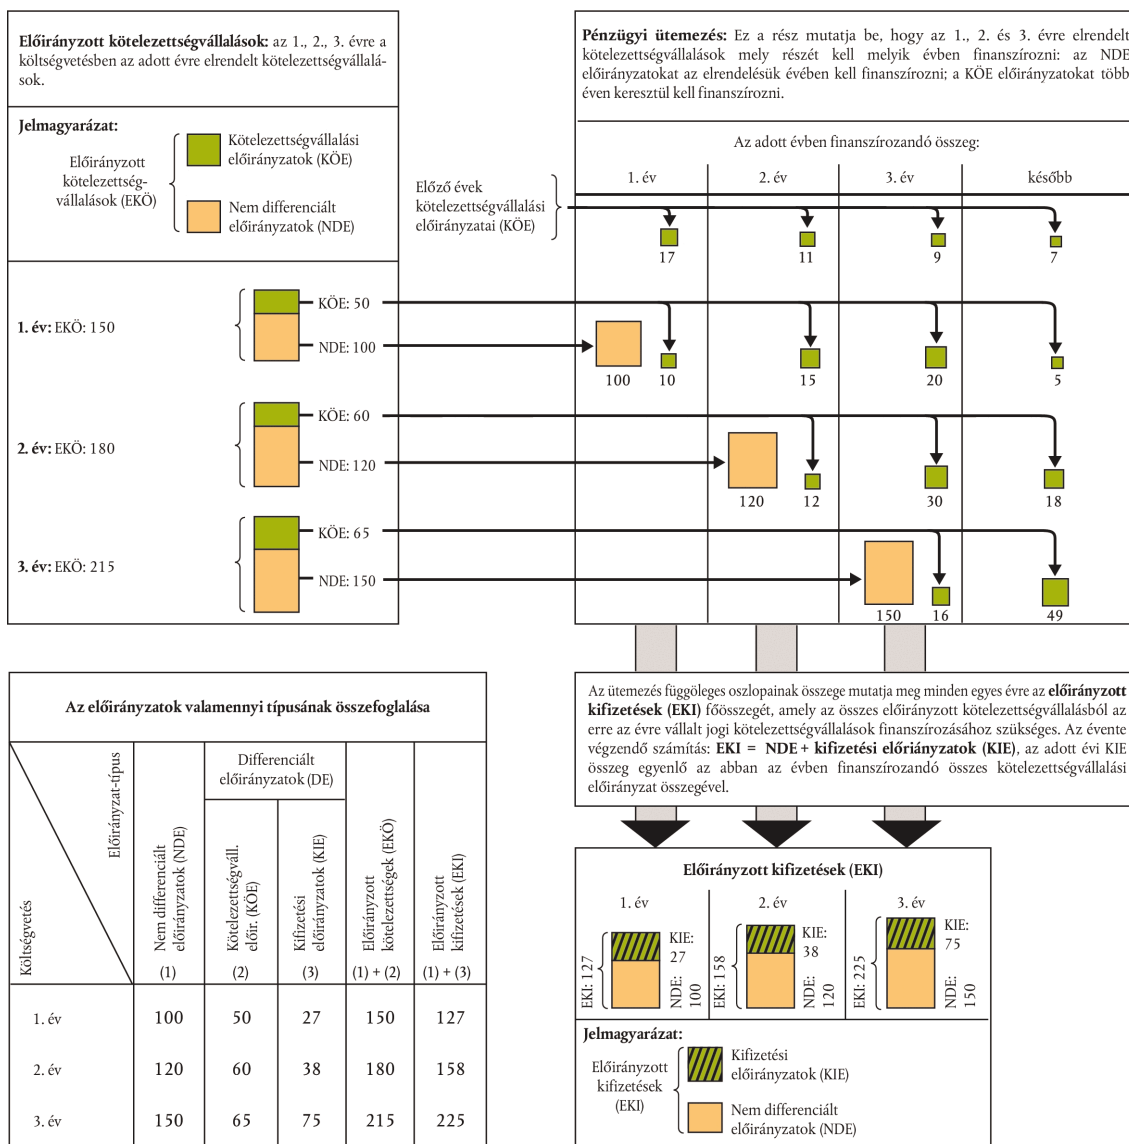 Előirányzott kötelezettségvállalások: az 1., 2., 3. évre a
költségvetésben az adott évre elrendelt kötelezettségvállalá-
sok.
Jelmagyarázat:
Előirányzott
kötelezettség-
vállalások (EKÖ)
Kötelezettségvállalási
előirányzatok (KÖE)
Nem differenciált
előirányzatok (NDE)
Pénzügyi ütemezés: Ez a rész mutatja be, hogy az 1., 2. és 3. évre elrendelt
kötelezettségvállalások mely részét kell melyik évben finanszírozni: az NDE
előirányzatokat az elrendelésük évében kell finanszírozni; a KÖE előirányzatokat több
éven keresztül kell finanszírozni.
Az adott évben finanszírozandó összeg:
1. év 2. év 3. év később
Előző évek
kötelezettségvállalási
előirányzatai (KÖE)
17 11 9 7
1. év: EKÖ: 150
KÖE: 50
NDE: 100
100 10 15 20 5
2. év: EKÖ: 180
KÖE: 60
NDE: 120
120 12 30 18
3. év: EKÖ: 215
KÖE: 65
NDE: 150
150 16 49
Az ütemezés függöleges oszlopainak összege mutatja meg minden egyes évre az előirányzott
kifizetések (EKI) főösszegét, amely az összes előirányzott kötelezettségvállalásból az
erre az évre vállalt jogi kötelezettségvállalások finanszírozásához szükséges. Az évente
végzendő számítás: EKI = NDE + kifizetési előriányzatok (KIE), az adott évi KIE
összeg egyenlő az abban az évben finanszírozandó összes kötelezettségvállalási
előirányzat összegével.
Az előirányzatok valamennyi típusának összefoglalása
Költségvetés
Előirányzat-típus
Nem differenciált
előirányzatok (NDE)
(1)
Differenciált
előirányzatok (DE)
Kötelezettségváll.
előir. (KÖE)
(2)
Kifizetési
előirányzatok (KIE)
(3)
Előirányzott
kötelezettségek (EKÖ)
(1) + (2)
Előirányzott
kifizetések (EKI)
(1) + (3)
1. év 100 50 27 150 127
2. év 120 60 38 180 158
3. év 150 65 75 215 225
Előirányzott kifizetések (EKI)
1. év
EKI: 127
KIE:
27
NDE:
100
2. év
EKI: 158
KIE:
38
NDE:
120
3. év
EKI: 225
KIE:
75
NDE:
150
Jelmagyarázat:
Előirányzott
kifizetések
(EKI)
Kifizetési
előirányzatok (KIE)
Nem differenciált
előirányzatok (NDE)